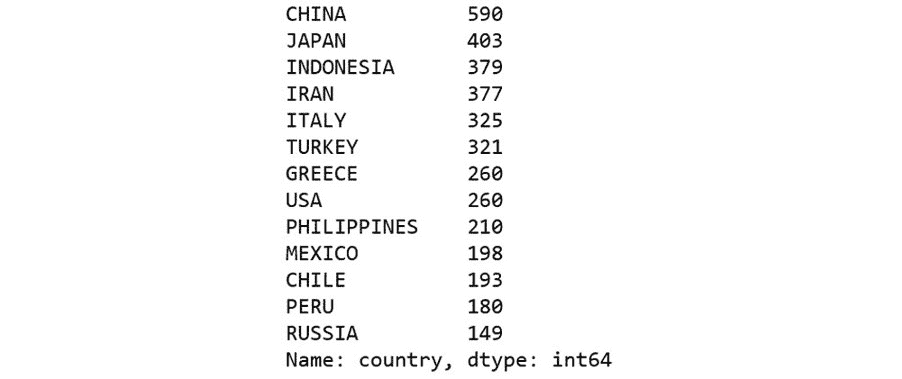 CHINA 590
JAPAN 403
INDONESIA 379
IRAN 377
ITALY 325
TURKEY 321
GREECE 260
USA 260
PHILIPPINES 210
MEXICO 198
CHILE 193
PERU 180
RUSSIA 149
Name: country, dtype: int64